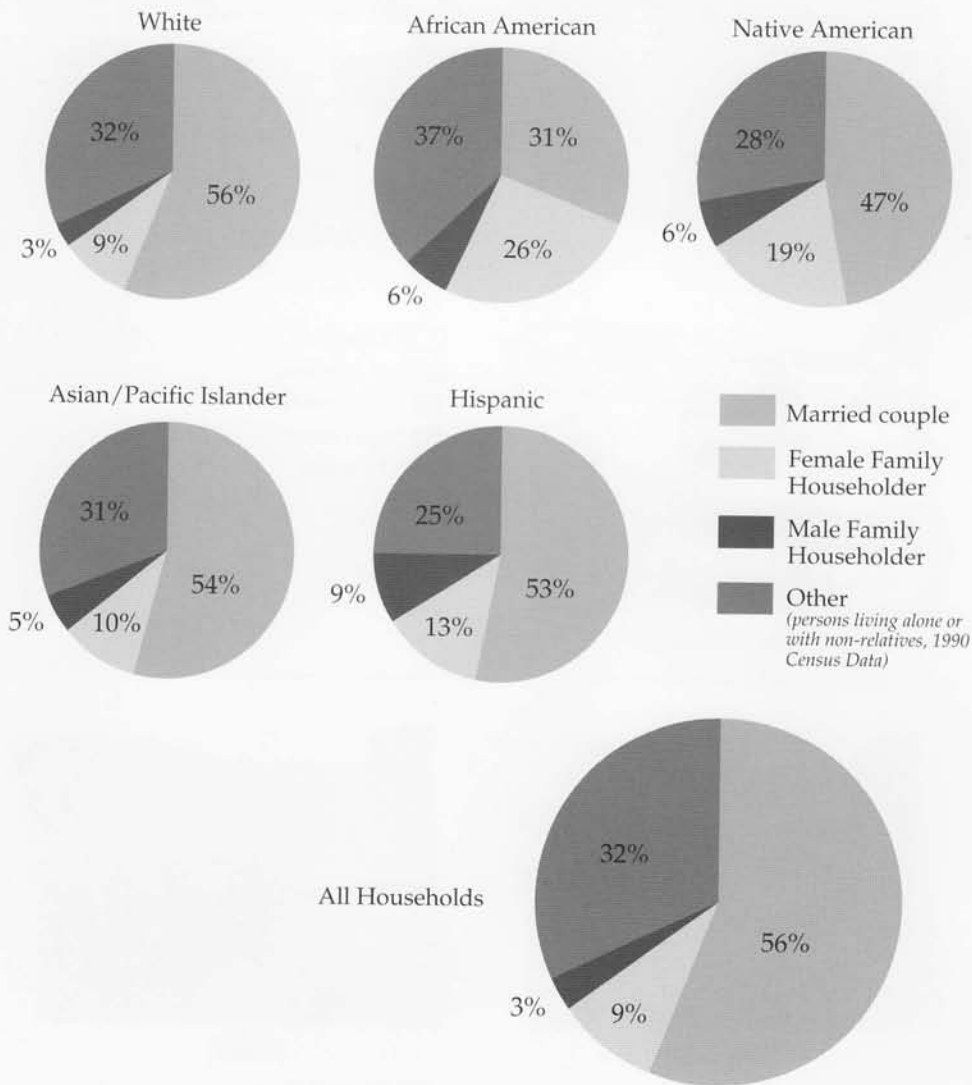 White
32%
56%
3%
9%
African American
37%
31%
26%
6%
Native American
28%
47%
6%
19%
Asian/Pacific Islander
31%
54%
5%
10%
Hispanic
25%
53%
9%
13%
Married couple
Female Family
Householder
Male Family
Householder
Other
(persons living alone or
with non-relatives, 1990
Census Data)
All Households
32%
56%
3%
9%